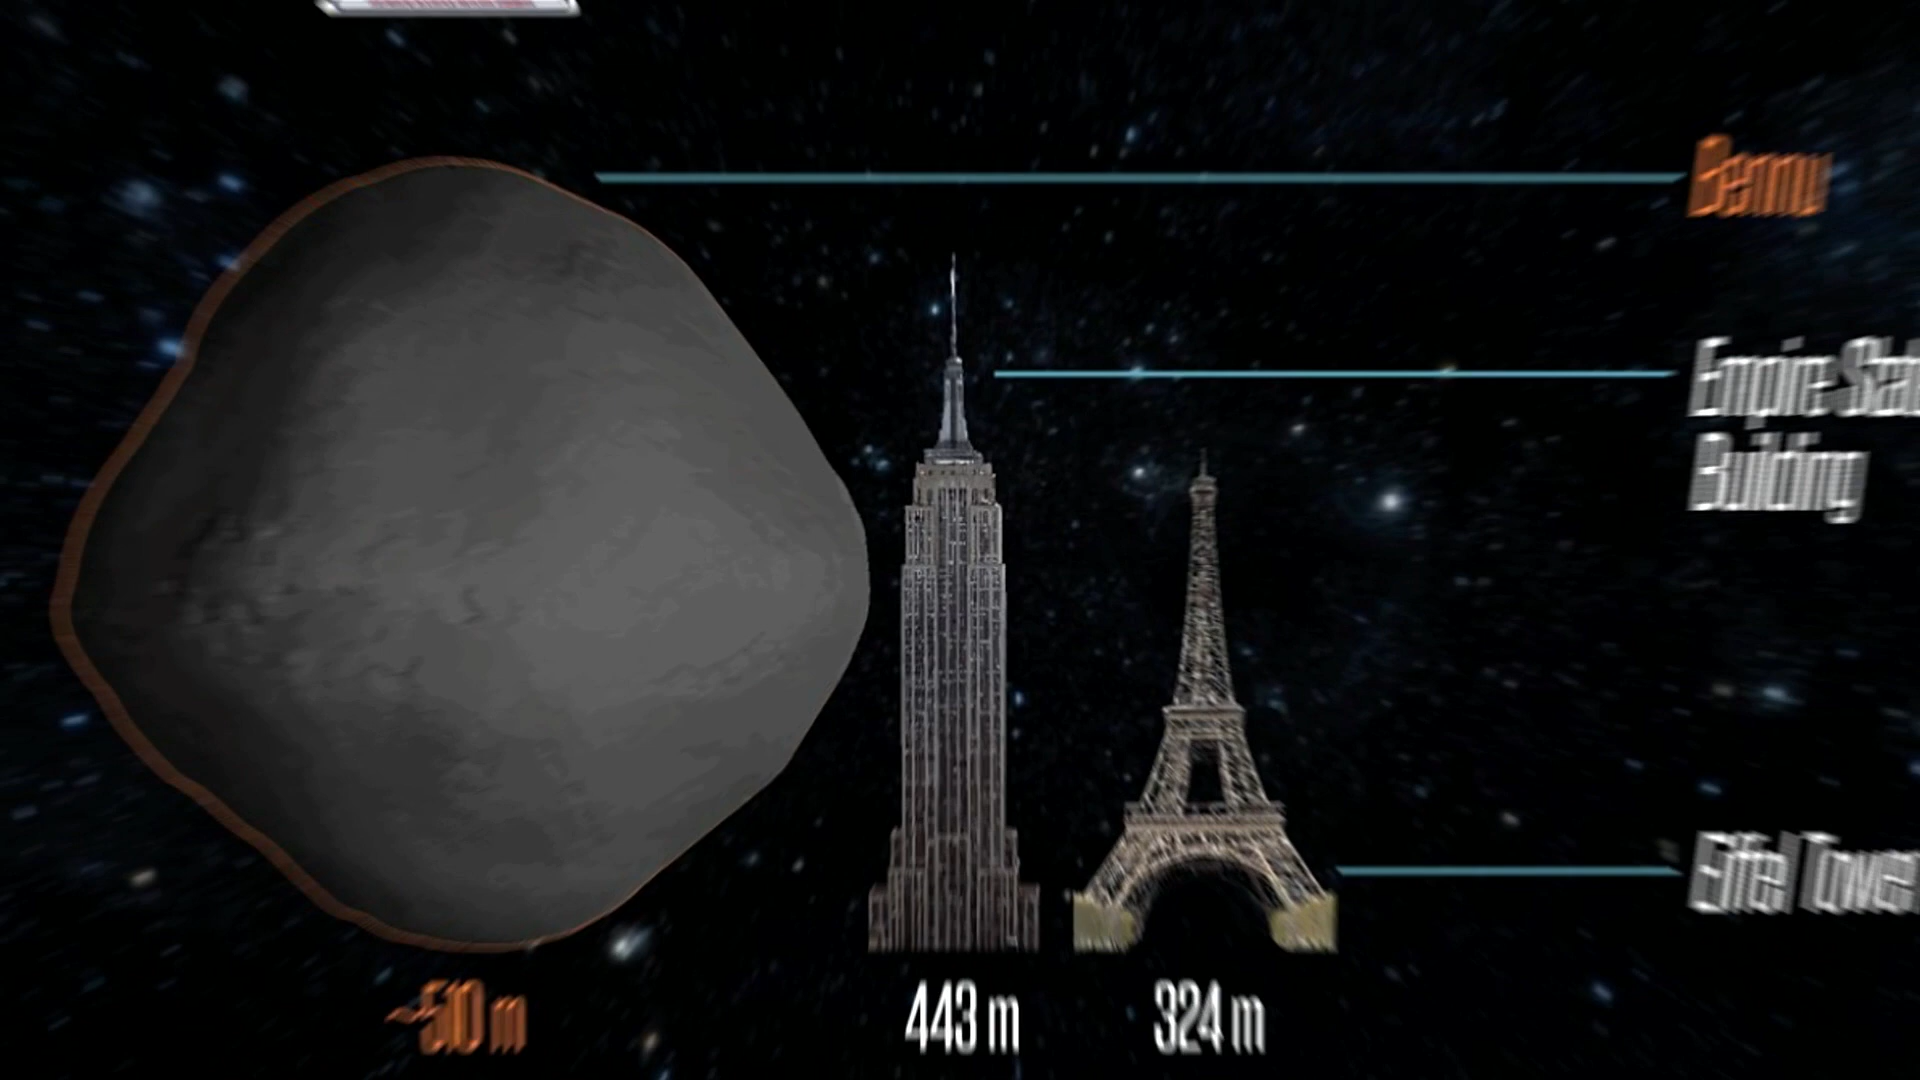 Bennu
Empire State
Building
Eiffel Tower
~510 m
443 m
324 m